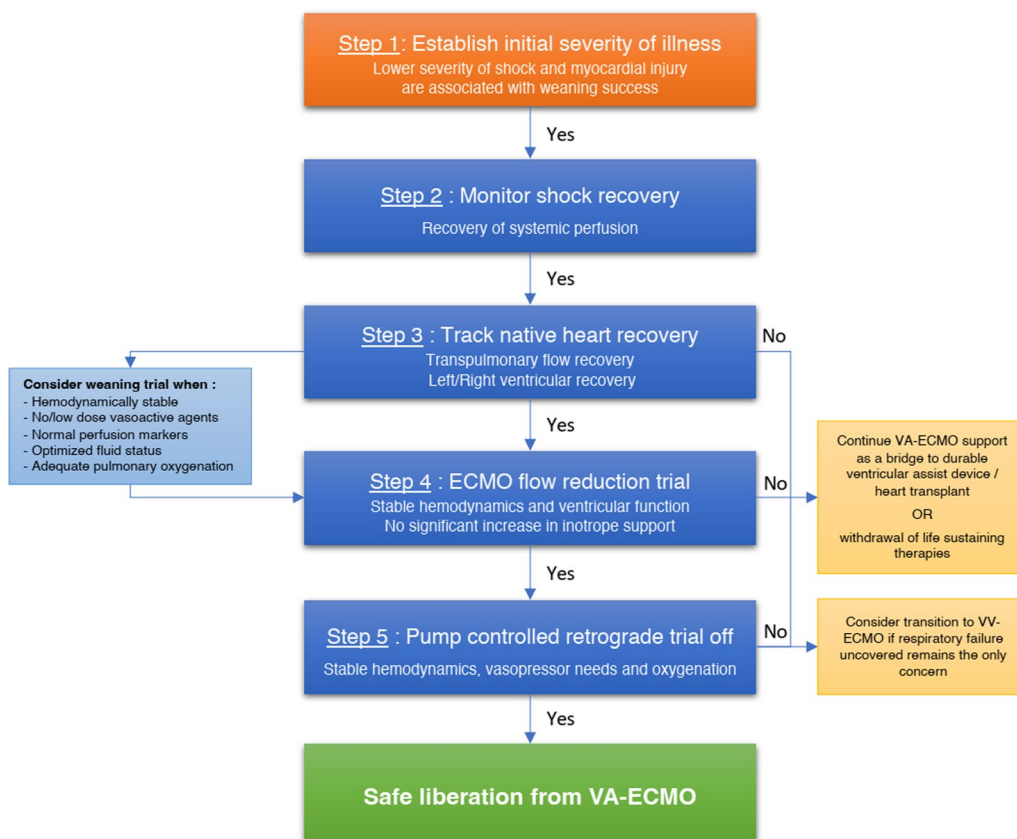 Step 1: Establish initial severity of illness
Lower severity of shock and myocardial injury
are associated with weaning success
Yes
Step 2 : Monitor shock recovery
Recovery of systemic perfusion
Yes
Step 3 : Track native heart recovery
Transpulmonary flow recovery
Left/Right ventricular recovery
No
Consider weaning trial when :
- Hemodynamically stable
- No/low dose vasoactive agents
- Normal perfusion markers
- Optimized fluid status
- Adequate pulmonary oxygenation
Yes
Step 4 : ECMO flow reduction trial
Stable hemodynamics and ventricular function
No significant increase in inotrope support
No
Continue VA-ECMO support
as a bridge to durable
ventricular assist device /
heart transplant
OR
withdrawal of life sustaining
therapies
Yes
Step 5 : Pump controlled retrograde trial off
Stable hemodynamics, vasopressor needs and oxygenation
No
Consider transition to VV-
ECMO if respiratory failure
uncovered remains the only
concern
Yes
Safe liberation from VA-ECMO